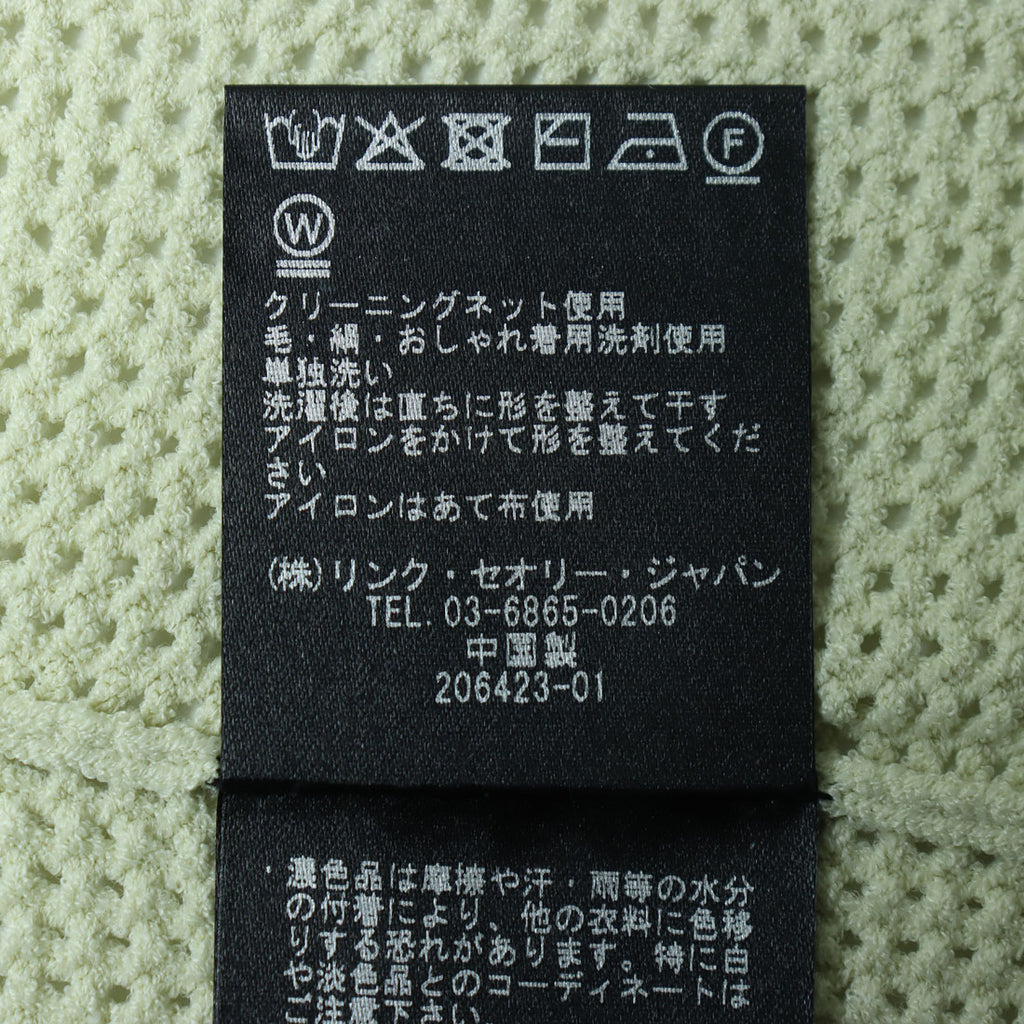 F
W
クリーニングネット使用
毛・絹・おしゃれ着用洗剤使用
単独洗い
洗濯後は直ちに形を整えて干す
アイロンをかけて形を整えてくだ
さい
アイロンはあて布使用
(株)リンク・セオリー・ジャパン
TEL. 03-6865-0206
中国製
206423-01
・濃色品は摩擦や汗・雨等の水分
の付着により、他の衣料に色移
りする恐れがあります。特に白
や淡色品とのコーディネートは
ご注意下さい